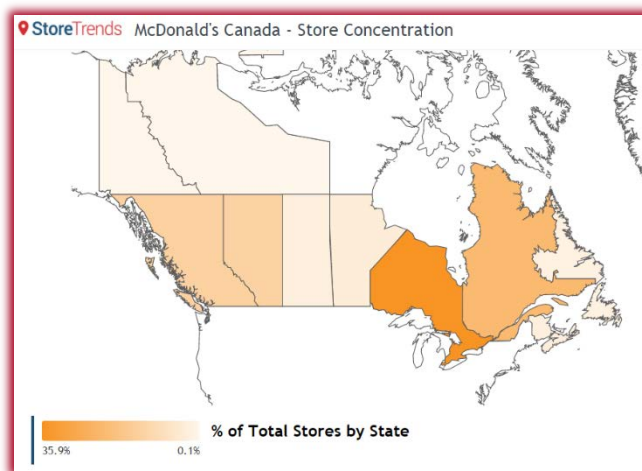 StoreTrends McDonald's Canada - Store Concentration
% of Total Stores by State
35.9% 0.1%